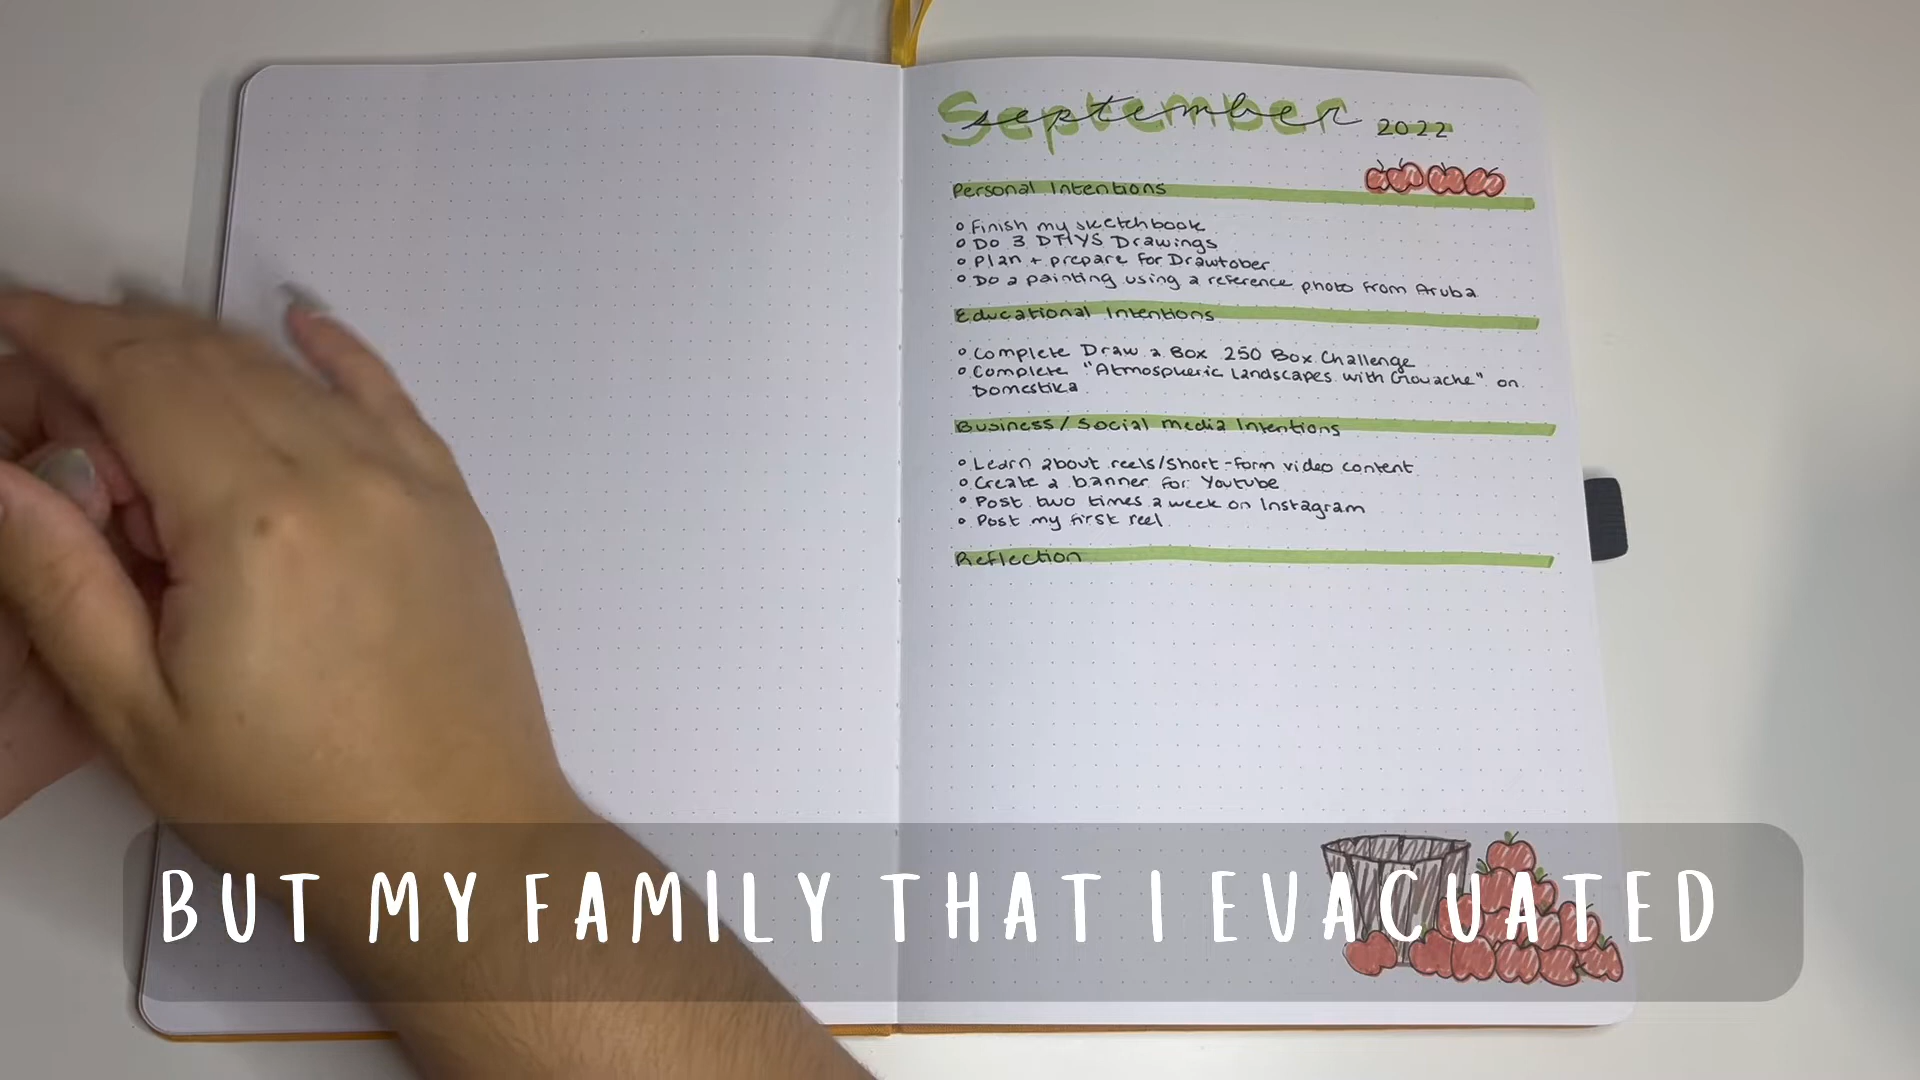 September
september 2022
Personal Intentions
Finish my sketchbook
Do 3 DTIYS Drawings
Plan + prepare for Drawtober
Do a painting using a reference photo from Aruba
Educational Intentions
Complete Draw a Box 250 Box Challenge
Complete "Atmospheric Landscapes with Gouache" on
Domestika
Business/Social Media Intentions
Learn about reels/short-form video content
Create a banner for Youtube
Post two times a week on Instagram
Post my first reel
Reflection
BUT MY FAMILY THAT I EVACUATED